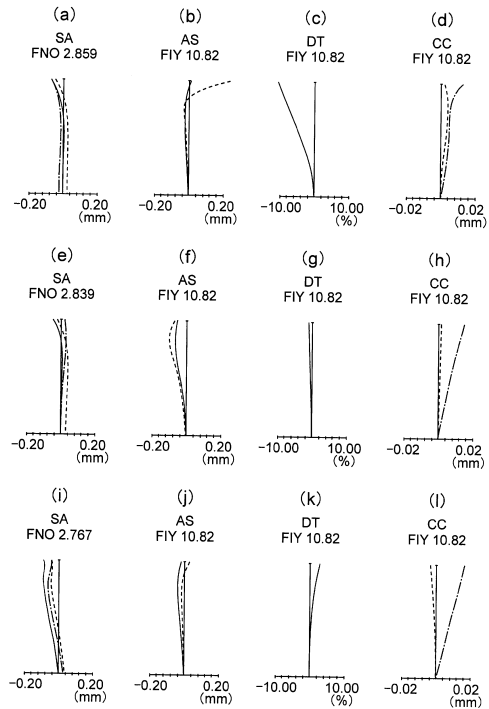 (a) (b) (c) (d)
SA AS DT CC
FNO 2.859 FIY 10.82 FIY 10.82 FIY 10.82
−0.20 0.20 −0.20 0.20 −10.00 10.00 −0.02 0.02
(mm) (mm) (%) (mm)
(e) (f) (g) (h)
SA AS DT CC
FNO 2.839 FIY 10.82 FIY 10.82 FIY 10.82
−0.20 0.20 −0.20 0.20 −10.00 10.00 −0.02 0.02
(mm) (mm) (%) (mm)
(i) (j) (k) (l)
SA AS DT CC
FNO 2.767 FIY 10.82 FIY 10.82 FIY 10.82
−0.20 0.20 −0.20 0.20 −10.00 10.00 −0.02 0.02
(mm) (mm) (%) (mm)